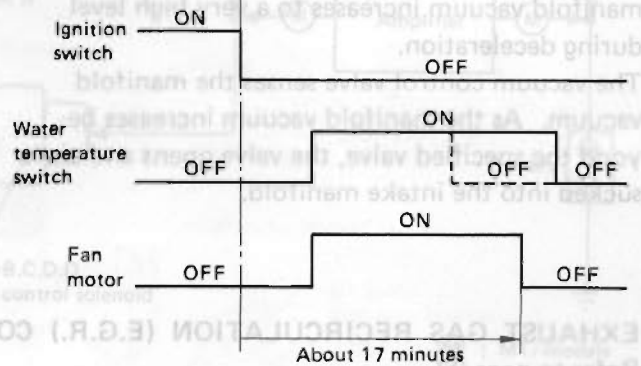 manifold vacuum increases to a very high level
during deceleration.
The vacuum control valve senses the manifold
vacuum. As the manifold vacuum increases be-
yond the specified valve, the valve opens and
sucked into the intake manifold.
ON
Ignition
switch
OFF
Water
temperature
switch
OFF
ON
OFF
OFF
Fan
motor
OFF
ON
OFF
About 17 minutes
B.C.D.D.
control solenoid
EXHAUST GAS RECIRCULATION (E.G.R.) CO